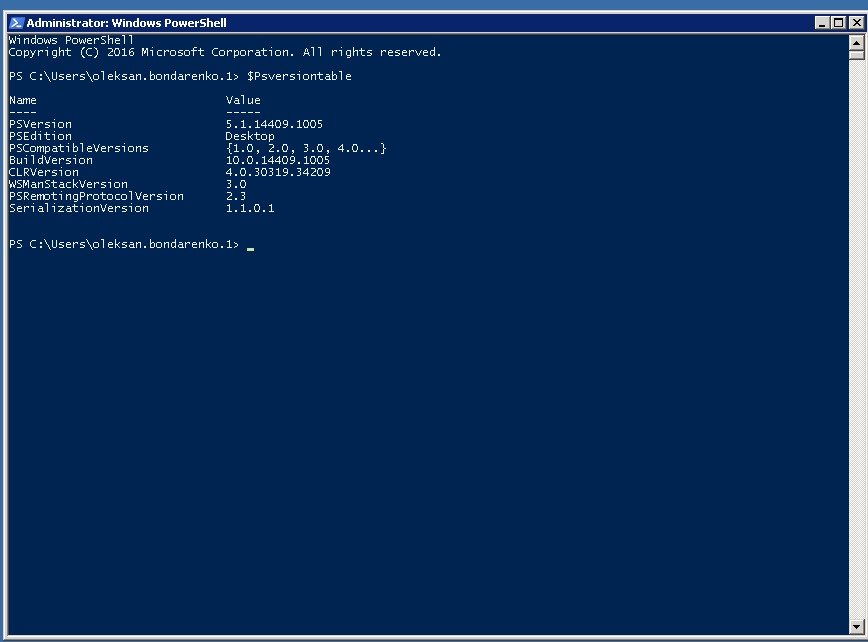 Administrator: Windows PowerShell
Windows PowerShell
Copyright (C) 2016 Microsoft Corporation. All rights reserved.
PS C:\Users\oleksan.bondarenko.1> $Psversiontable
Name Value
---- -----
PSVersion 5.1.14409.1005
PSEdition Desktop
PSCompatibleVersions {1.0, 2.0, 3.0, 4.0...}
BuildVersion 10.0.14409.1005
CLRVersion 4.0.30319.34209
WSManStackVersion 3.0
PSRemotingProtocolVersion 2.3
SerializationVersion 1.1.0.1
PS C:\Users\oleksan.bondarenko.1> _